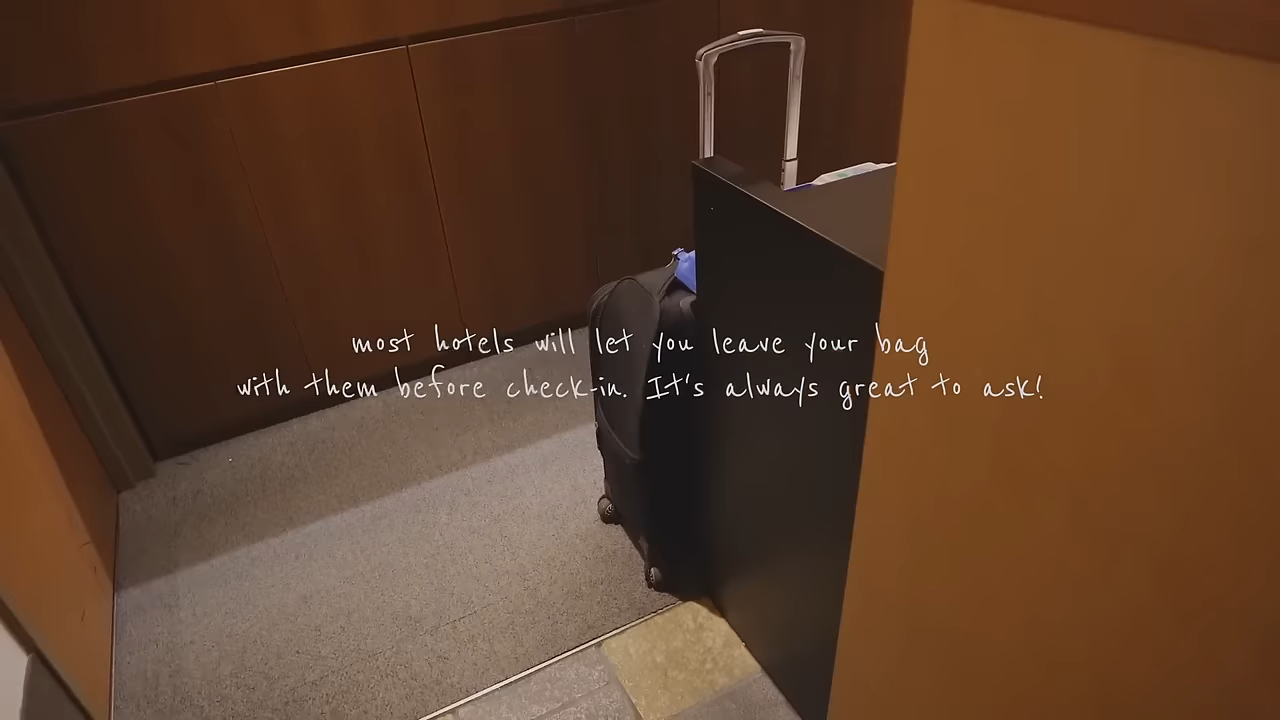 most hotels will let you leave your bag
with them before check-in. It's always great to ask!